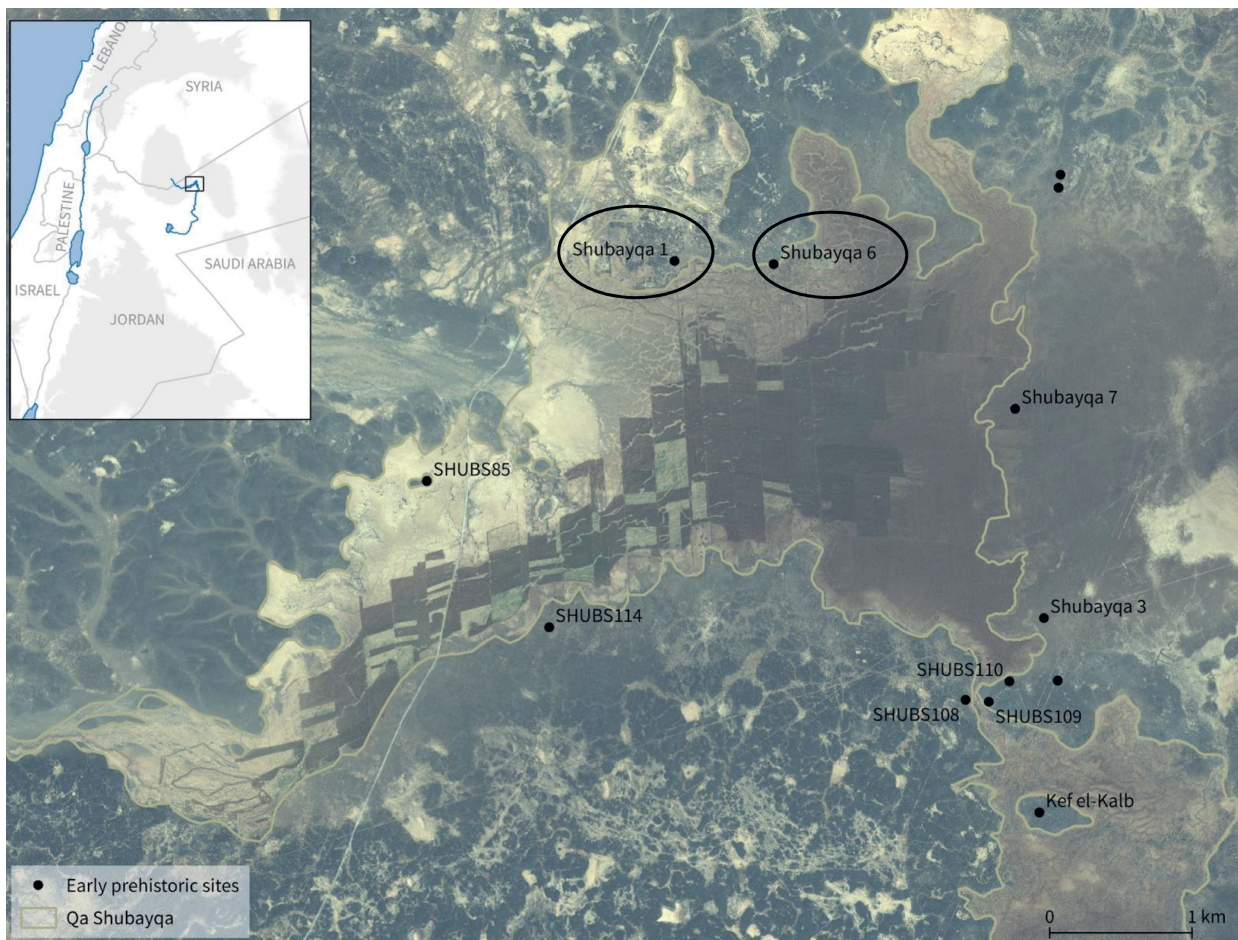 LEBANO
SYRIA
PALESTINE
ISRAEL
JORDAN
SAUDI ARABIA
Shubayqa 1
Shubayqa 6
Shubayqa 7
SHUBS85
SHUBS114
Shubayqa 3
SHUBS110
SHUBS108
SHUBS109
Kef el-Kalb
Early prehistoric sites
Qa Shubayqa
0
1 km